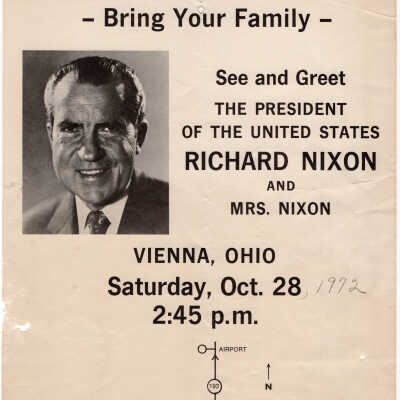 – Bring Your Family –
See and Greet
THE PRESIDENT
OF THE UNITED STATES
RICHARD NIXON
AND
MRS. NIXON
VIENNA, OHIO
Saturday, Oct. 28, 1972
2:45 p.m.
AIRPORT
193
N